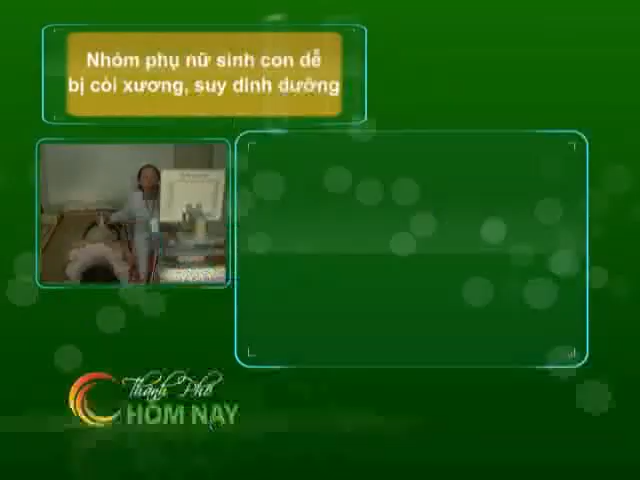 Nhóm phụ nữ sinh con dễ
bị còi xương, suy dinh dưỡng
Thành Phố
HÔM NAY